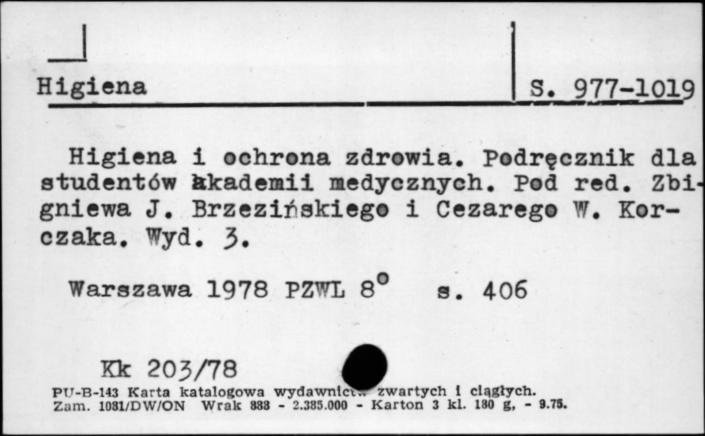 Higiena S. 977-1019
Higiena i ochrona zdrowia. Podręcznik dla
studentów akademii medycznych. Pod red. Zbi-
gniewa J. Brzezińskiego i Cezarego W. Kor-
czaka. Wyd. 3.
Warszawa 1978 PZWL 8° s. 406
Kk 203/78
PU-B-143 Karta katalogowa wydawnictw zwartych i ciągłych.
Zam. 1081/DW/ON Wrak 888 - 2.385.000 - Karton 3 kl. 180 g, - 9.75.